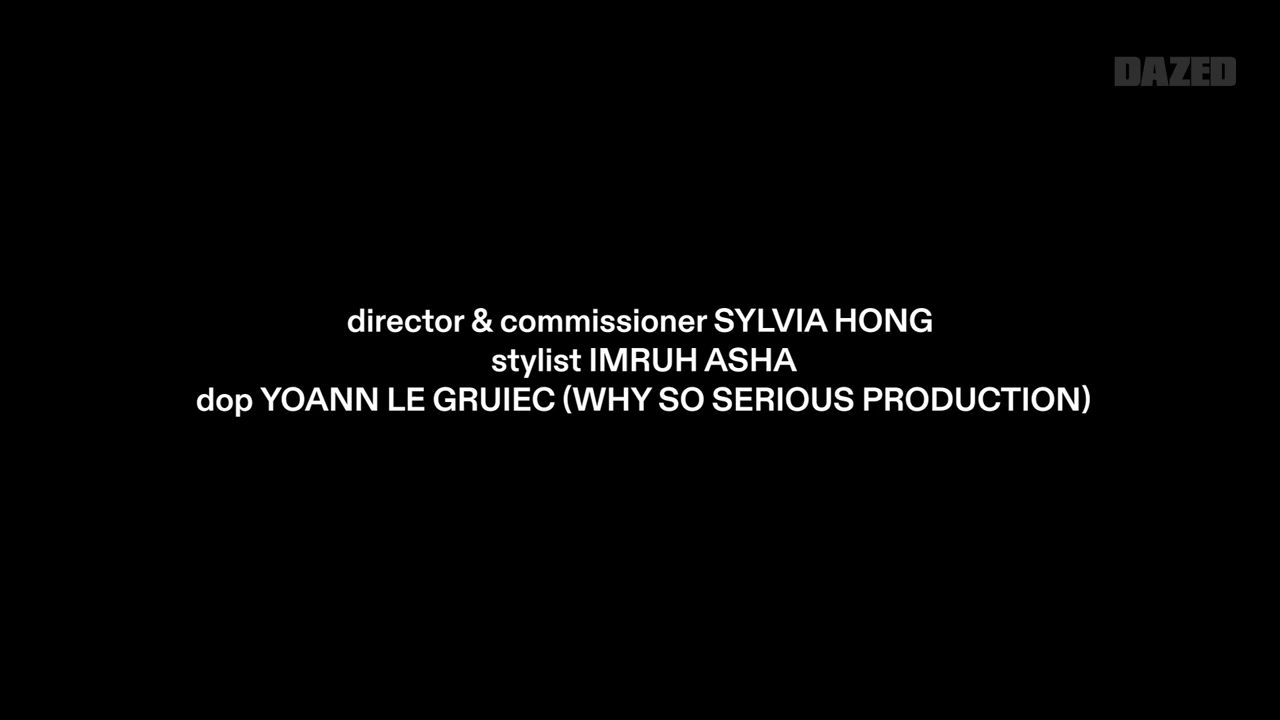 DAZED
director & commissioner SYLVIA HONG
stylist IMRUH ASHA
dop YOANN LE GRUIEC (WHY SO SERIOUS PRODUCTION)